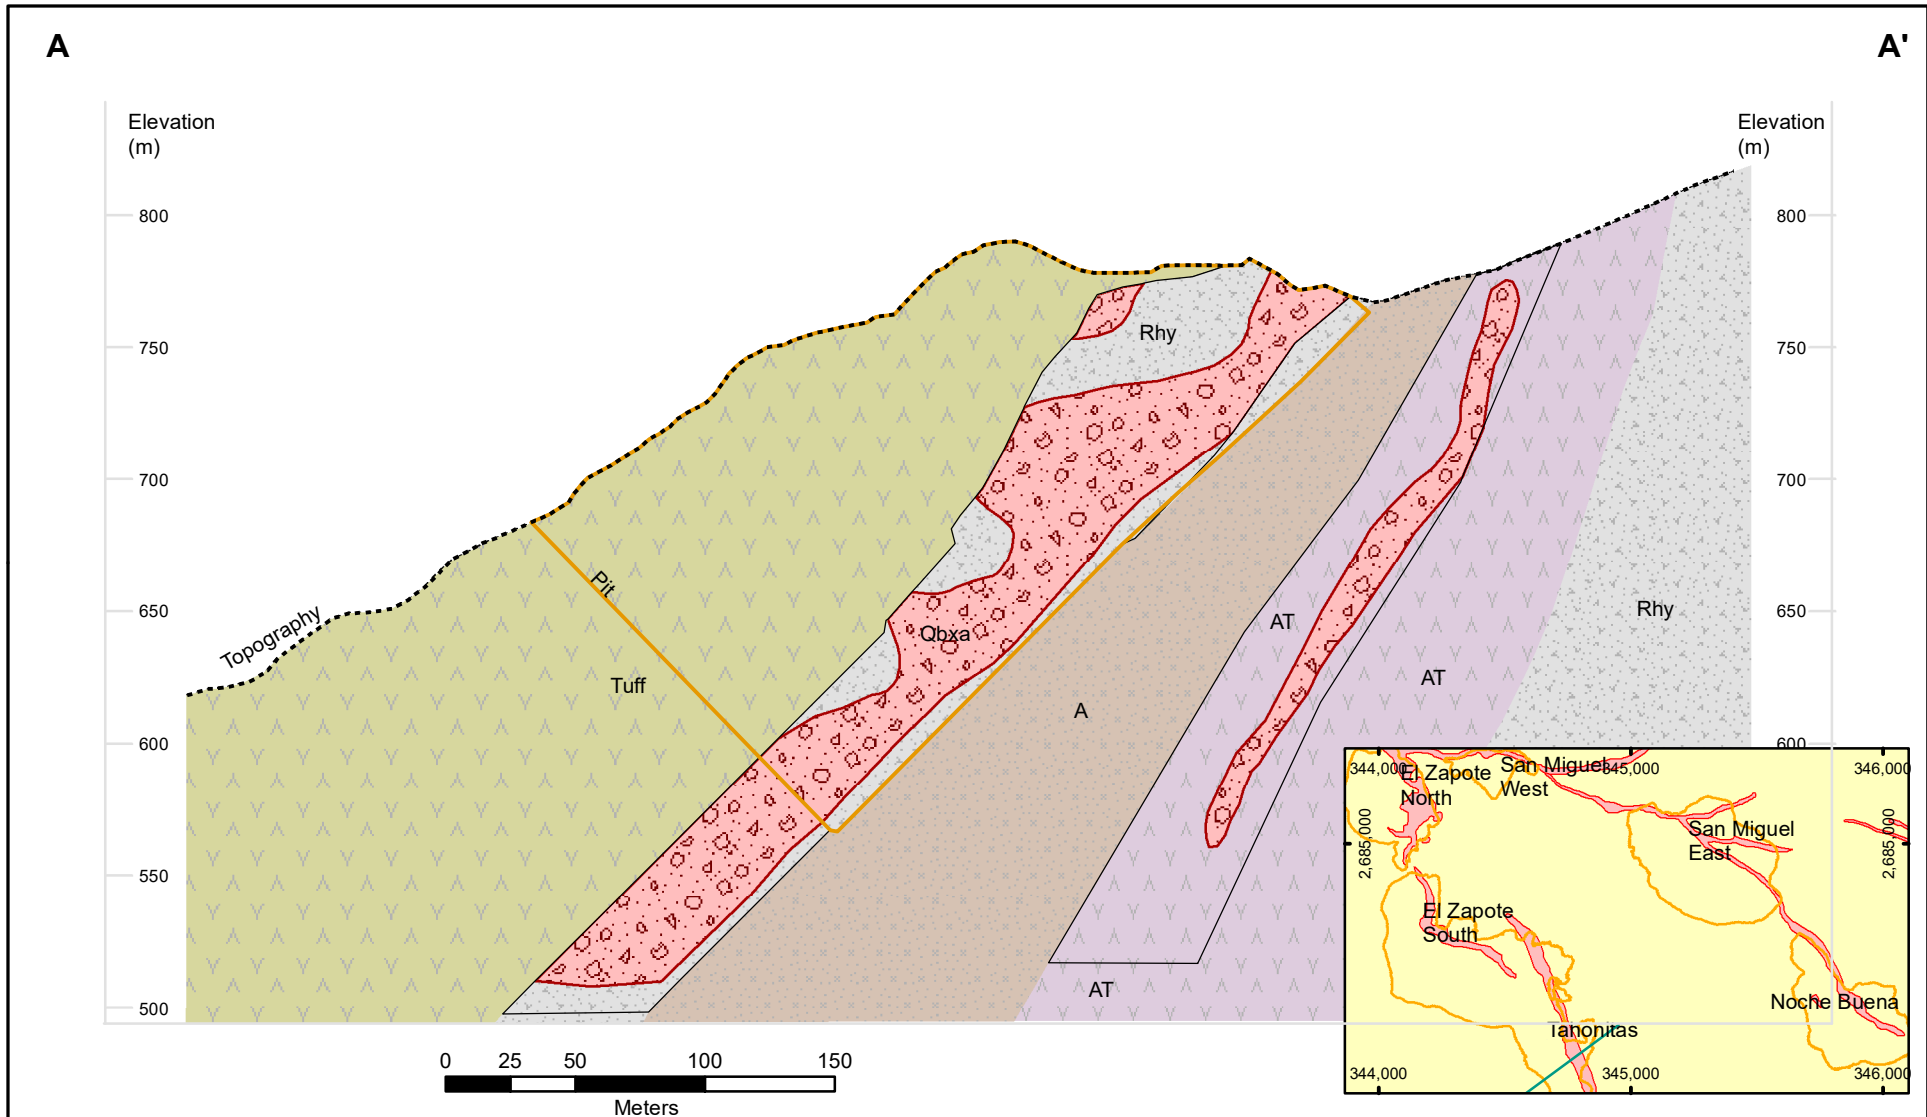 A
A'
Elevation
(m)
Elevation
(m)
800
800
750
750
700
700
650
650
600
600
550
500
Rhy
Pit
Topography
Qbxa
Tuff
AT
Rhy
AT
A
AT
344,000
345,000
346,000
El Zapote
North
San Miguel
West
2,685,000
2,685,000
San Miguel
East
El Zapote
South
Noche Buena
Tahonitas
344,000
345,000
346,000
0
25
50
100
150
Meters